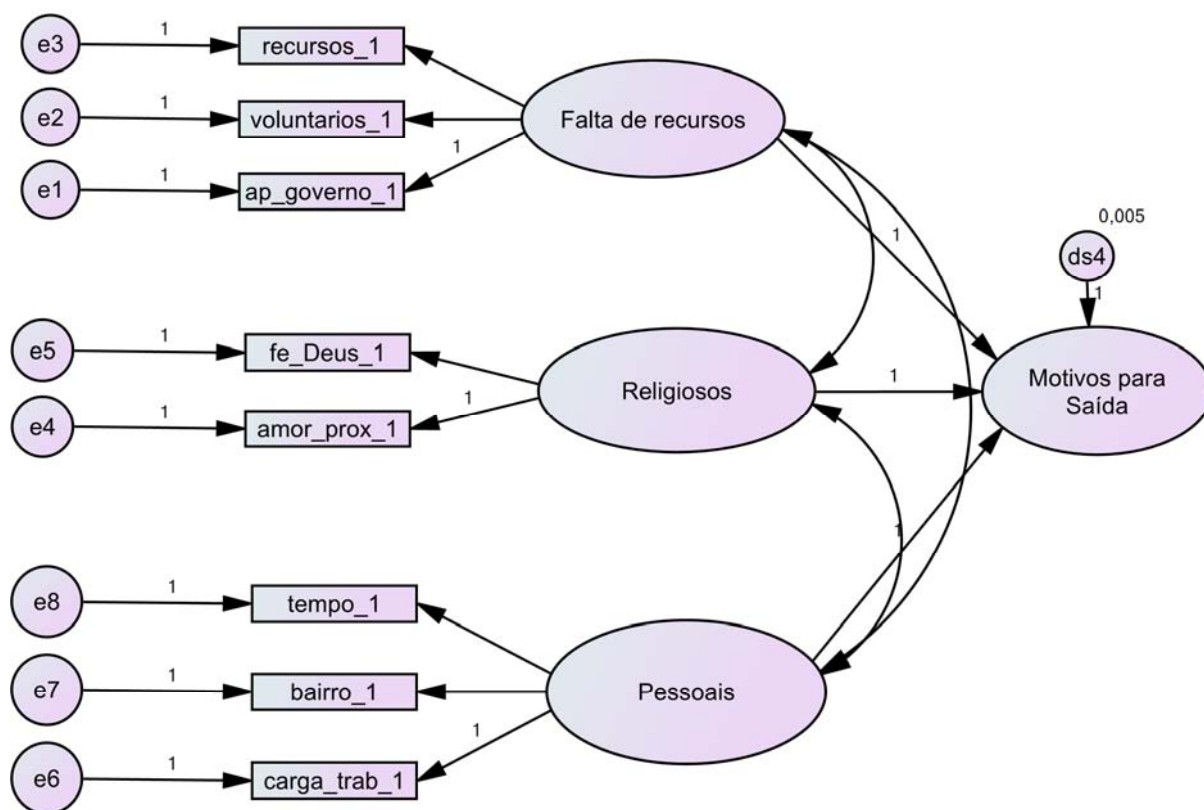 e3
1
recursos_1
e2
1
voluntarios_1
e1
1
ap_governo_1
1
Falta de recursos
1
0,005
ds4
1
e5
1
fe_Deus_1
e4
1
amor_prox_1
1
Religiosos
1
Motivos para
Saída
e8
1
tempo_1
e7
1
bairro_1
e6
1
carga_trab_1
1
Pessoais
1